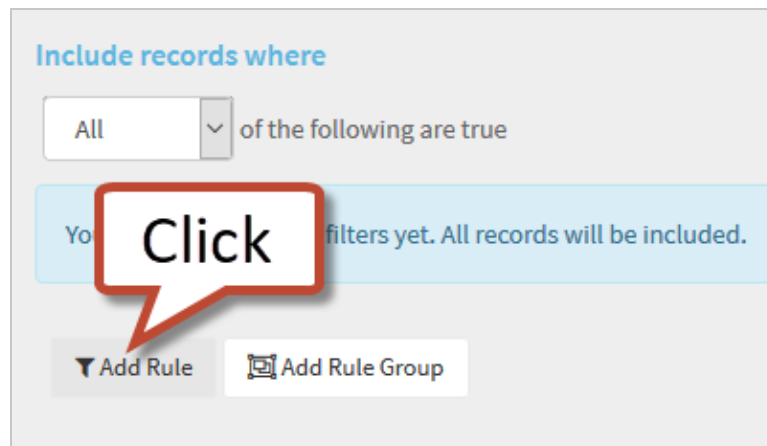 Include records where
All of the following are true
Yo
Click
filters yet. All records will be included.
Add Rule
Add Rule Group